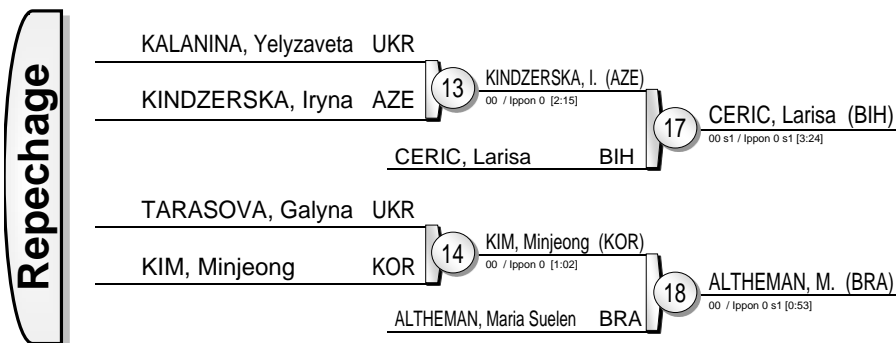 Repechage
KALANINA, Yelyzaveta UKR
KINDZERSKA, Iryna AZE
13
KINDZERSKA, I. (AZE)
00 / Ippon 0 [2:15]
CERIC, Larisa BIH
17
CERIC, Larisa (BIH)
00 s1 / Ippon 0 s1 [3:24]
TARASOVA, Galyna UKR
KIM, Minjeong KOR
14
KIM, Minjeong (KOR)
00 / Ippon 0 [1:02]
ALTHEMAN, Maria Suelen BRA
18
ALTHEMAN, M. (BRA)
00 / Ippon 0 s1 [0:53]